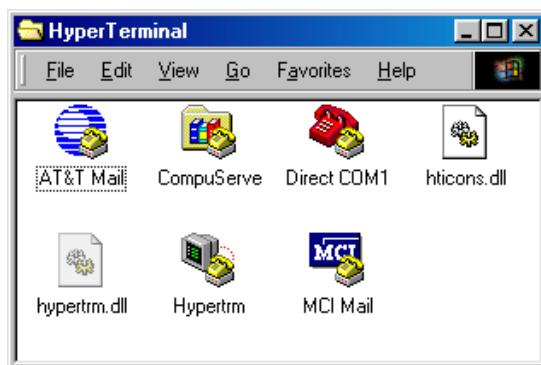 HyperTerminal
File Edit View Go Favorites Help
MCI
AT&T Mail CompuServe Direct COM1 hticons.dll
hypertrm.dll Hypertrm MCI Mail